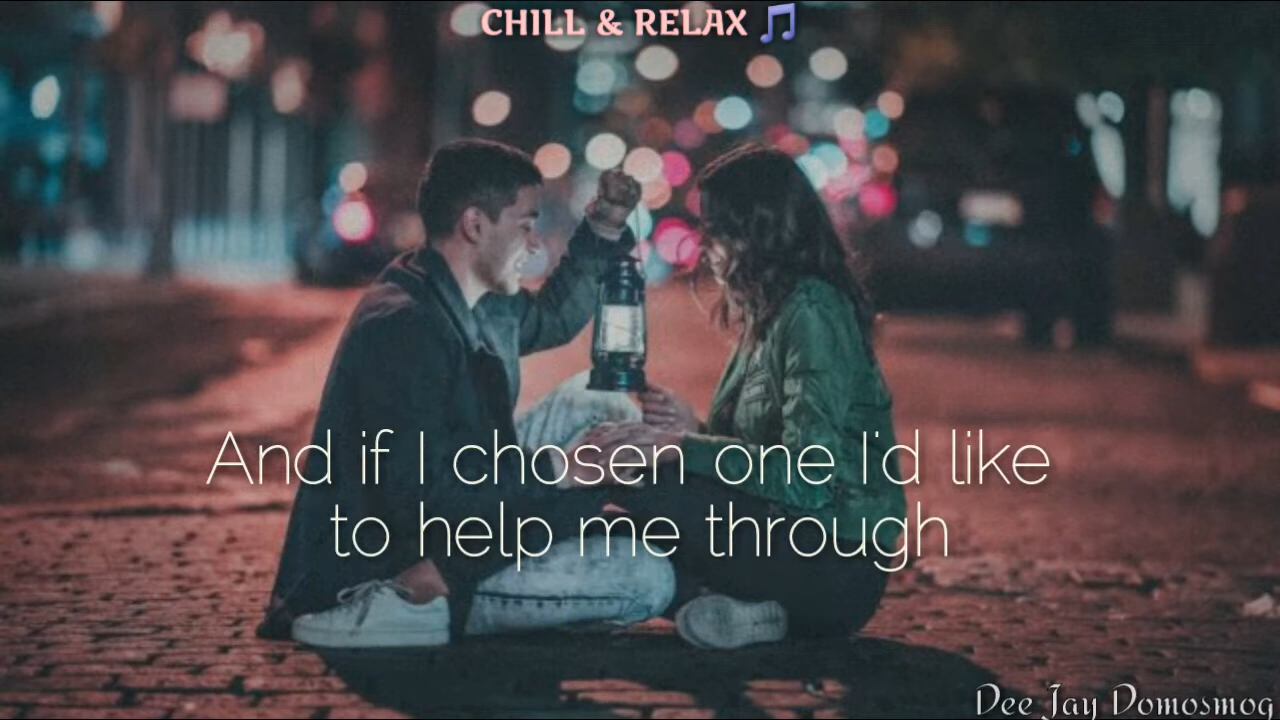 CHILL & RELAX 🎵
And if I chosen one I'd like
to help me through
Dee Jay Domosmog